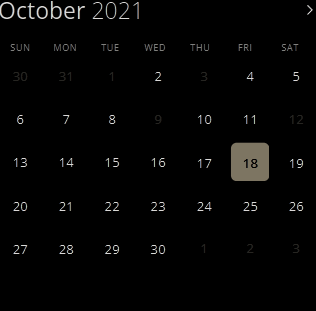 October 2021
SUN MON TUE WED THU FRI SAT
30 31 1 2 3 4 5
6 7 8 9 10 11 12
13 14 15 16 17 18 19
20 21 22 23 24 25 26
27 28 29 30 1 2 3